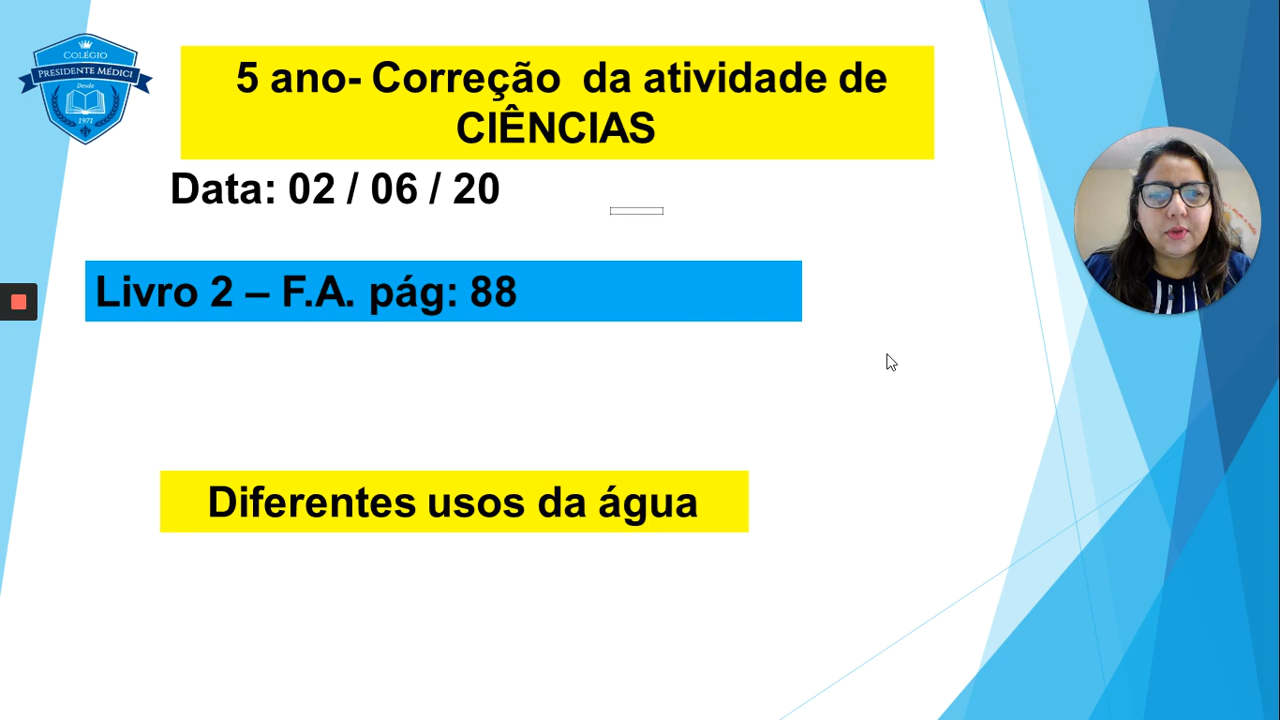 COLÉGIO
PRESIDENTE MÉDICI
Desde
1971
5 ano- Correção  da atividade de
CIÊNCIAS
Data: 02 / 06 / 20
Livro 2 – F.A. pág: 88
Diferentes usos da água